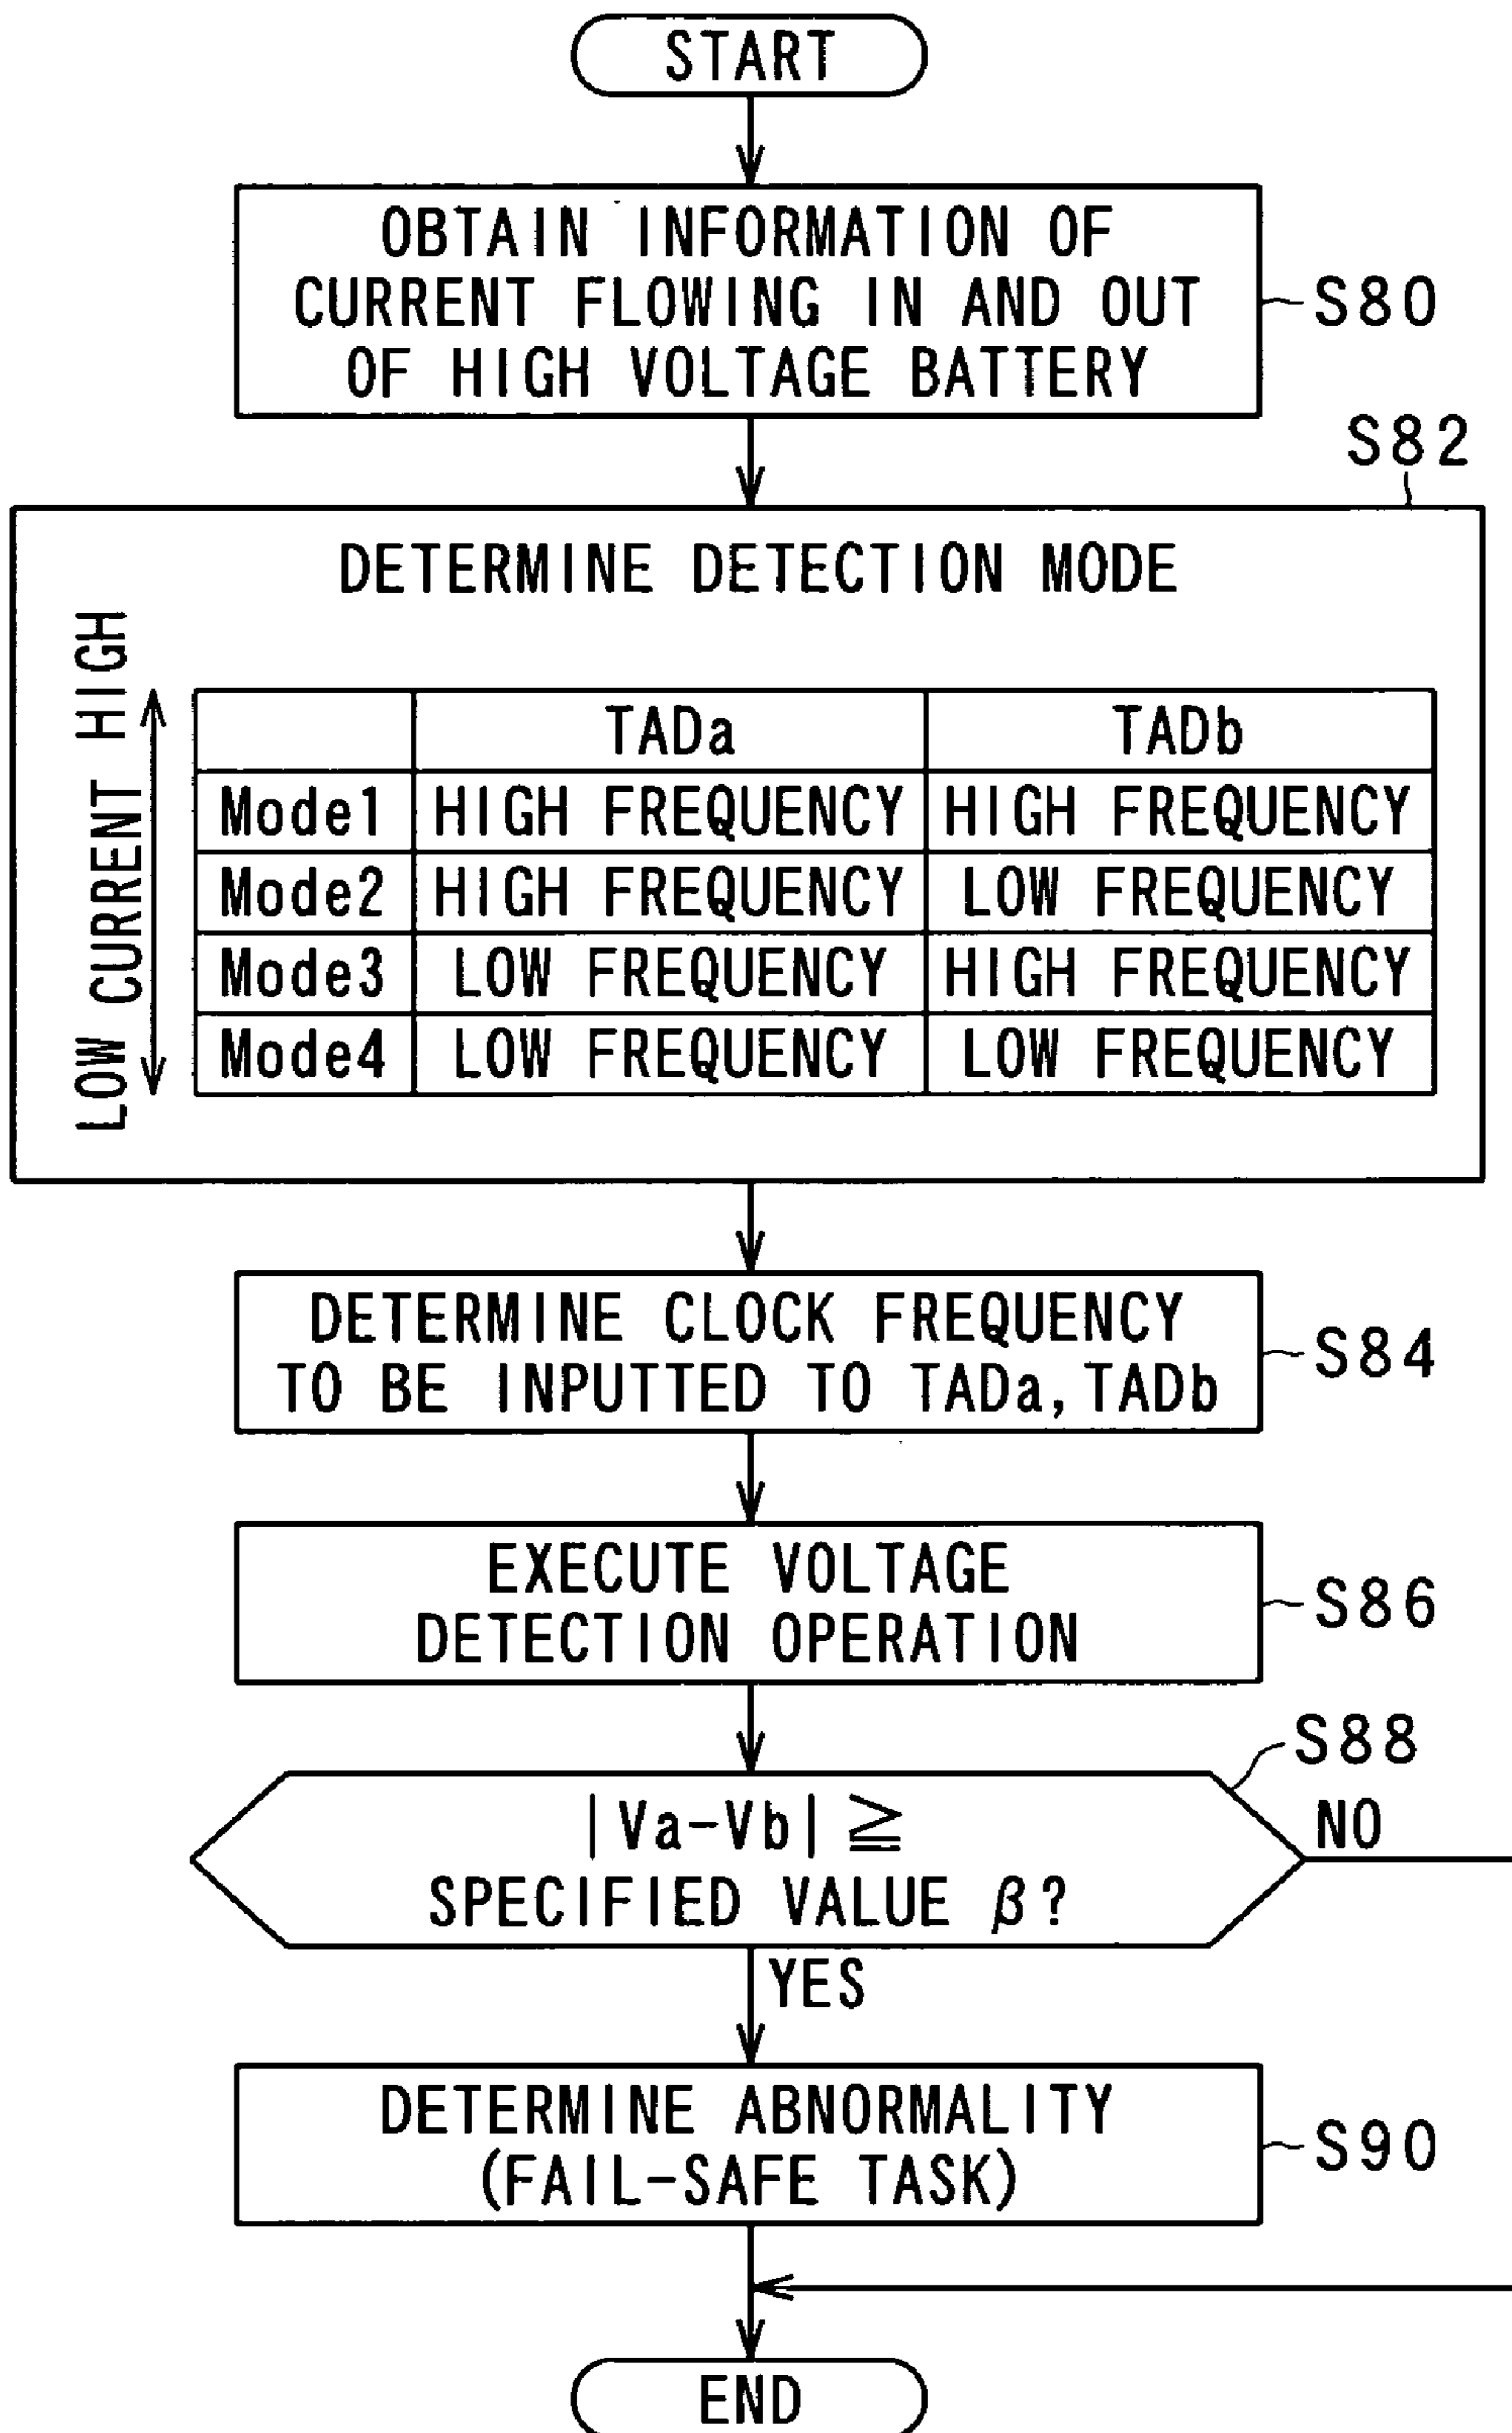 START
OBTAIN INFORMATION OF
CURRENT FLOWING IN AND OUT
OF HIGH VOLTAGE BATTERY
S80
S82
DETERMINE DETECTION MODE
LOW CURRENT HIGH
TADa TADb
Mode1 HIGH FREQUENCY HIGH FREQUENCY
Mode2 HIGH FREQUENCY LOW FREQUENCY
Mode3 LOW FREQUENCY HIGH FREQUENCY
Mode4 LOW FREQUENCY LOW FREQUENCY
DETERMINE CLOCK FREQUENCY
TO BE INPUTTED TO TADa, TADb
S84
EXECUTE VOLTAGE
DETECTION OPERATION
S86
S88
|Va-Vb| ≧
SPECIFIED VALUE β?
NO
YES
DETERMINE ABNORMALITY
(FAIL-SAFE TASK)
S90
END